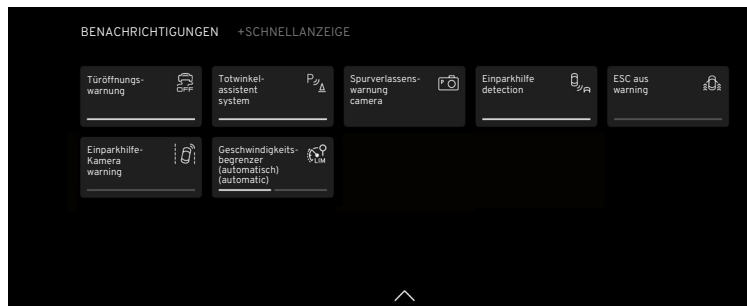 BENACHRICHTIGUNGEN +SCHNELLANZEIGE
Türöffnungs-
warnung
OFF
Totwinkel-
assistent
system
P
Spurverlassens-
warnung
camera
P
Einparkhilfe
detection
ESC aus
warning
Einparkhilfe-
Kamera
warning
Geschwindigkeits-
begrenzer
(automatisch)
(automatic)
LIM